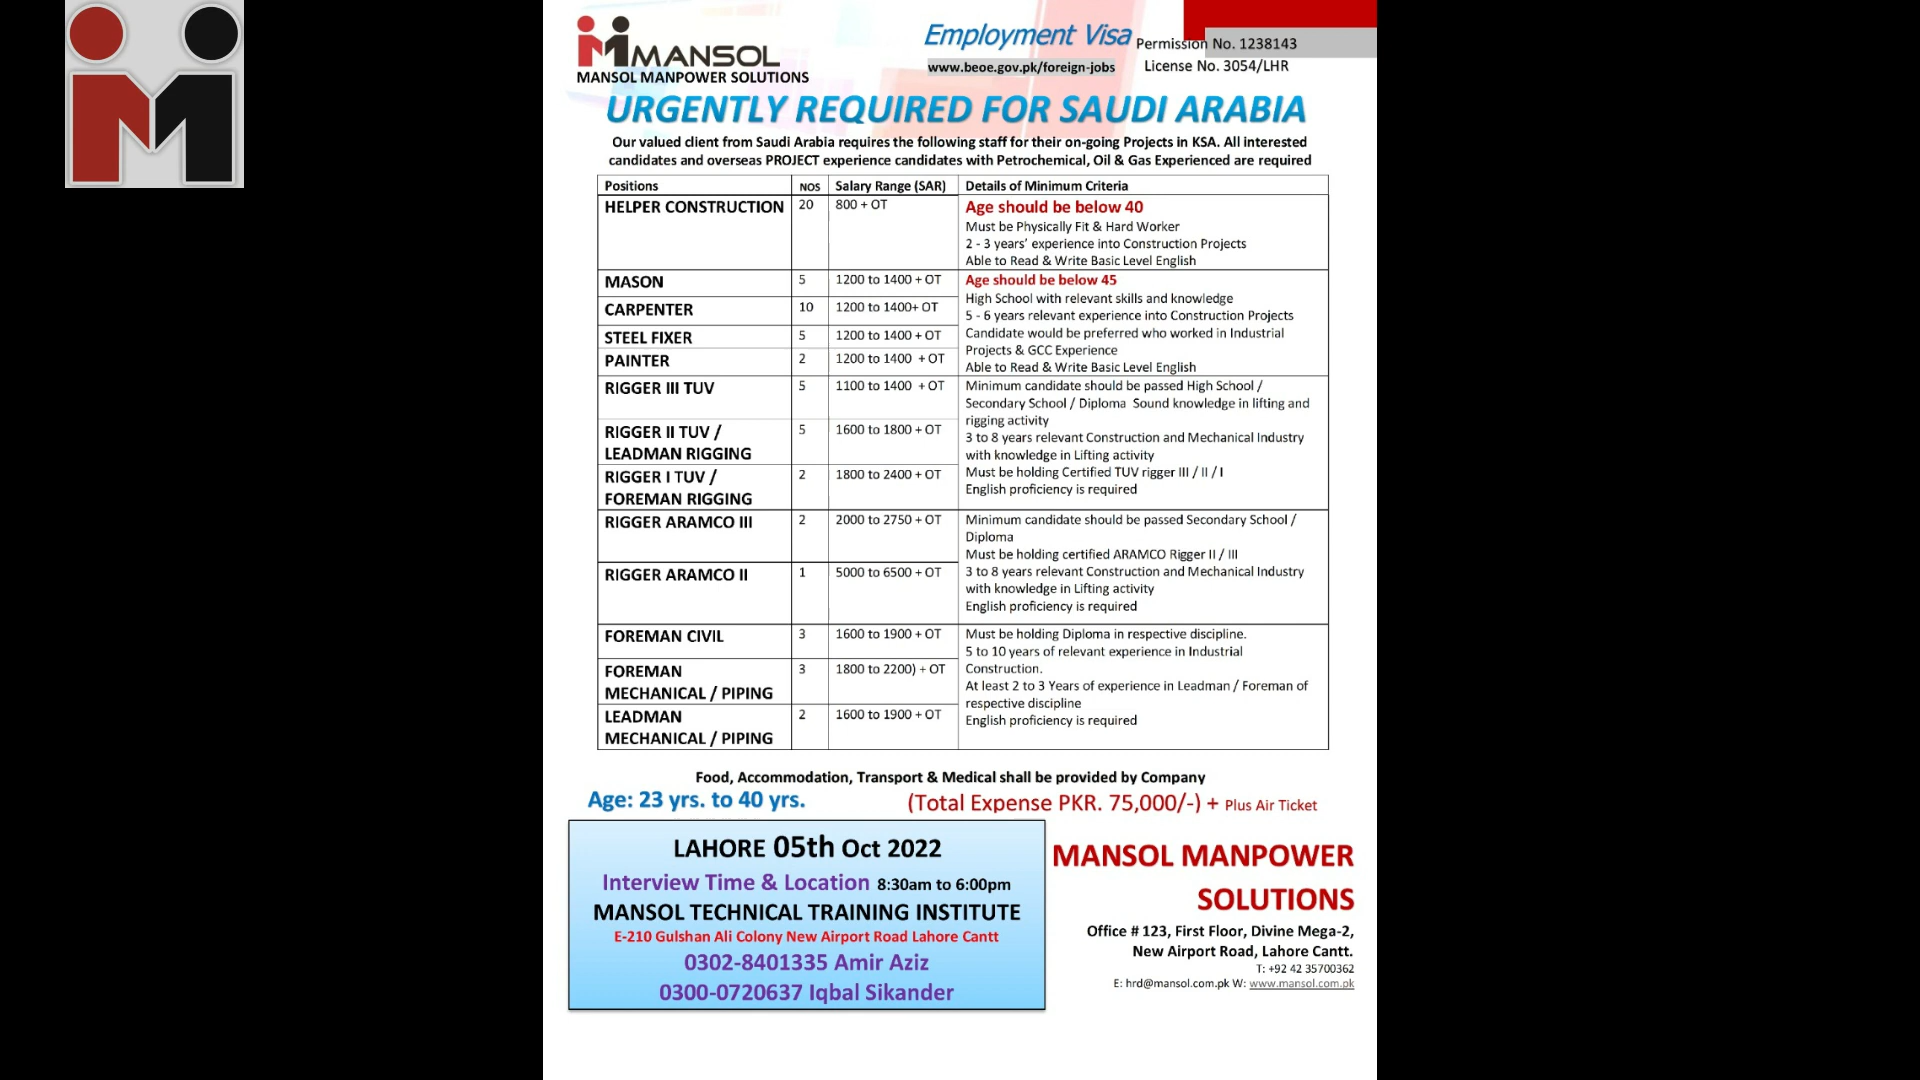 MANSOL
MANSOL MANPOWER SOLUTIONS
Employment Visa
www.beoe.gov.pk/foreign-jobs
Permission No. 1238143
License No. 3054/LHR
URGENTLY REQUIRED FOR SAUDI ARABIA
Our valued client from Saudi Arabia requires the following staff for their on-going Projects in KSA. All interested
candidates and overseas PROJECT experience candidates with Petrochemical, Oil & Gas Experienced are required
Positions NOS Salary Range (SAR) Details of Minimum Criteria
HELPER CONSTRUCTION 20 800 + OT
Age should be below 40
Must be Physically Fit & Hard Worker
2 - 3 years' experience into Construction Projects
Able to Read & Write Basic Level English
MASON 5 1200 to 1400 + OT
CARPENTER 10 1200 to 1400+ OT
STEEL FIXER 5 1200 to 1400 + OT
PAINTER 2 1200 to 1400 + OT
Age should be below 45
High School with relevant skills and knowledge
5 - 6 years relevant experience into Construction Projects
Candidate would be preferred who worked in Industrial
Projects & GCC Experience
Able to Read & Write Basic Level English
RIGGER III TUV 5 1100 to 1400 + OT
RIGGER II TUV / 5 1600 to 1800 + OT
LEADMAN RIGGING
RIGGER I TUV / 2 1800 to 2400 + OT
FOREMAN RIGGING
Minimum candidate should be passed High School /
Secondary School / Diploma Sound knowledge in lifting and
rigging activity
3 to 8 years relevant Construction and Mechanical Industry
with knowledge in Lifting activity
Must be holding Certified TUV rigger III / II / I
English proficiency is required
RIGGER ARAMCO III 2 2000 to 2750 + OT
RIGGER ARAMCO II 1 5000 to 6500 + OT
Minimum candidate should be passed Secondary School /
Diploma
Must be holding certified ARAMCO Rigger II / III
3 to 8 years relevant Construction and Mechanical Industry
with knowledge in Lifting activity
English proficiency is required
FOREMAN CIVIL 3 1600 to 1900 + OT
FOREMAN 3 1800 to 2200) + OT
MECHANICAL / PIPING
LEADMAN 2 1600 to 1900 + OT
MECHANICAL / PIPING
Must be holding Diploma in respective discipline.
5 to 10 years of relevant experience in Industrial
Construction.
At least 2 to 3 Years of experience in Leadman / Foreman of
respective discipline
English proficiency is required
Food, Accommodation, Transport & Medical shall be provided by Company
Age: 23 yrs. to 40 yrs. (Total Expense PKR. 75,000/-) + Plus Air Ticket
LAHORE 05th Oct 2022
Interview Time & Location 8:30am to 6:00pm
MANSOL TECHNICAL TRAINING INSTITUTE
E-210 Gulshan Ali Colony New Airport Road Lahore Cantt
0302-8401335 Amir Aziz
0300-0720637 Iqbal Sikander
MANSOL MANPOWER
SOLUTIONS
Office # 123, First Floor, Divine Mega-2,
New Airport Road, Lahore Cantt.
T: +92 42 35700362
E: hrd@mansol.com.pk W: www.mansol.com.pk